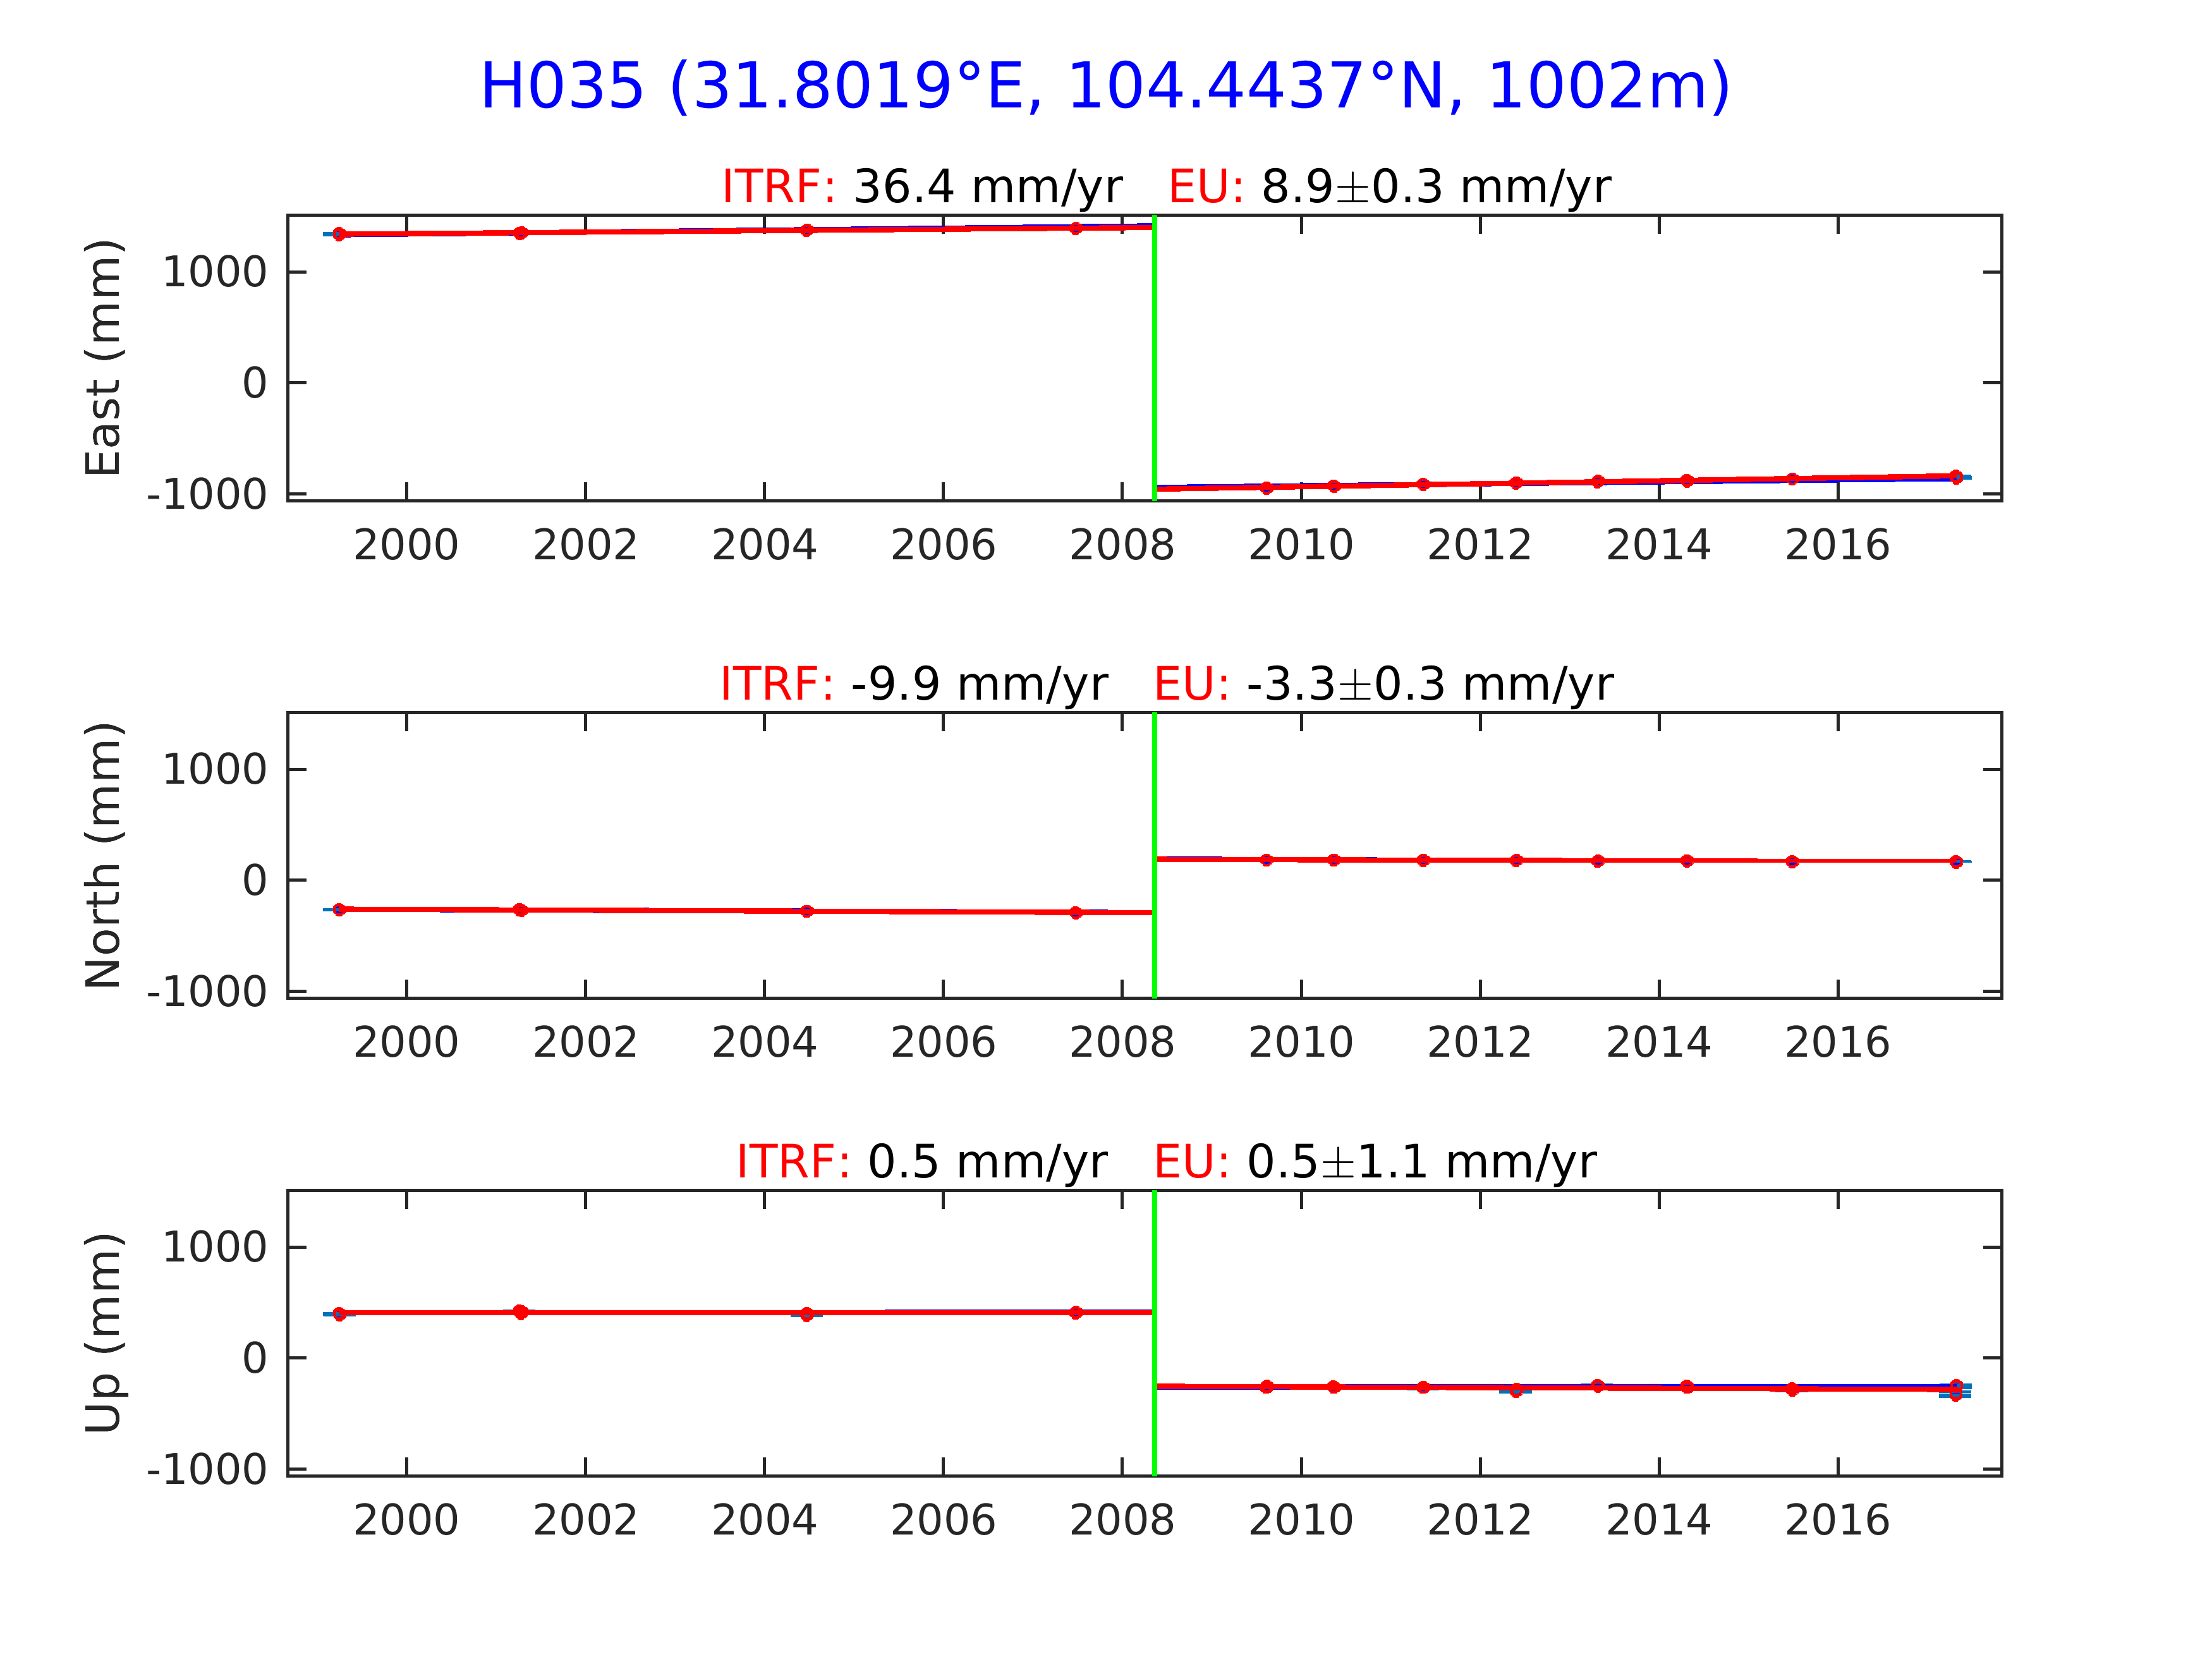 H035 (31.8019°E, 104.4437°N, 1002m)
ITRF: 36.4 mm/yr EU: 8.9±0.3 mm/yr
East (mm)
1000
0
-1000
2000 2002 2004 2006 2008 2010 2012 2014 2016
ITRF: -9.9 mm/yr EU: -3.3±0.3 mm/yr
North (mm)
1000
0
-1000
2000 2002 2004 2006 2008 2010 2012 2014 2016
ITRF: 0.5 mm/yr EU: 0.5±1.1 mm/yr
Up (mm)
1000
0
-1000
2000 2002 2004 2006 2008 2010 2012 2014 2016